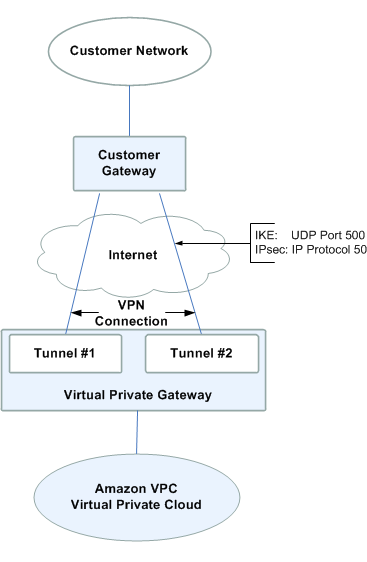 Customer Network
Customer
Gateway
Internet
IKE: UDP Port 500
IPsec: IP Protocol 50
VPN
Connection
Tunnel #1
Tunnel #2
Virtual Private Gateway
Amazon VPC
Virtual Private Cloud